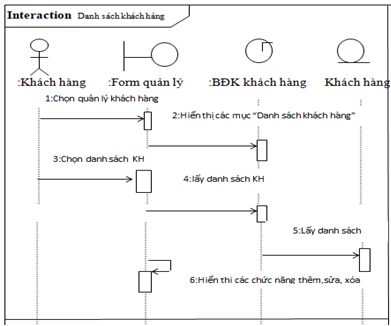 Interaction Danh sách khách hàng
:Khách hàng :Form quản lý :BĐK khách hàng Khách hàng
1:Chọn quản lý khách hàng
2:Hiển thị các mục “Danh sách khách hàng”
3:Chọn danh sách KH
4:lấy danh sách KH
5:Lấy danh sách
6:Hiển thi các chức năng thêm,sửa, xóa